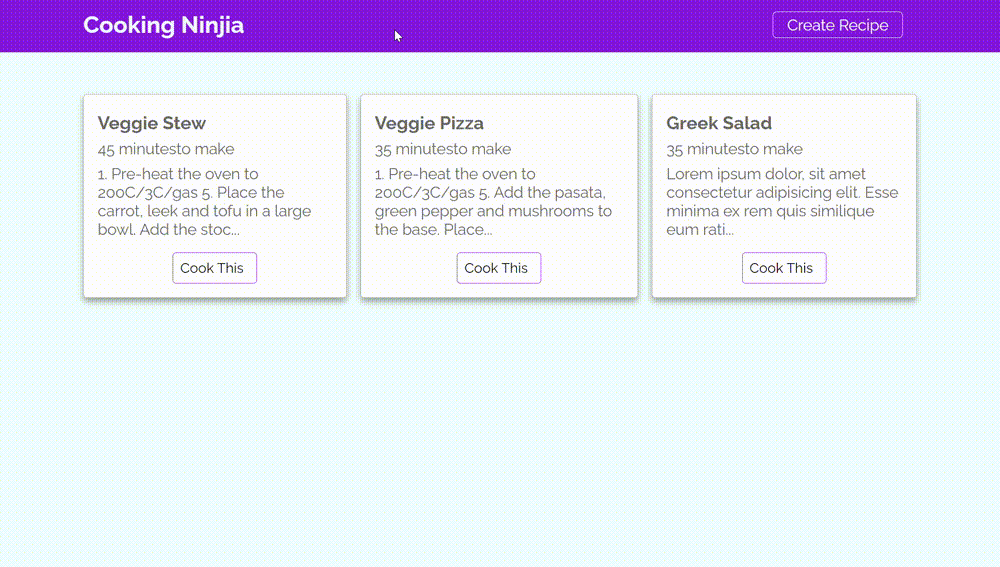 Cooking Ninjia
Create Recipe
Veggie Stew
45 minutesto make
1. Pre-heat the oven to
200C/3C/gas 5. Place the
carrot, leek and tofu in a large
bowl. Add the stoc...
Cook This
Veggie Pizza
35 minutesto make
1. Pre-heat the oven to
200C/3C/gas 5. Add the pasata,
green pepper and mushrooms to
the base. Place...
Cook This
Greek Salad
35 minutesto make
Lorem ipsum dolor, sit amet
consectetur adipisicing elit. Esse
minima ex rem quis similique
eum rati...
Cook This